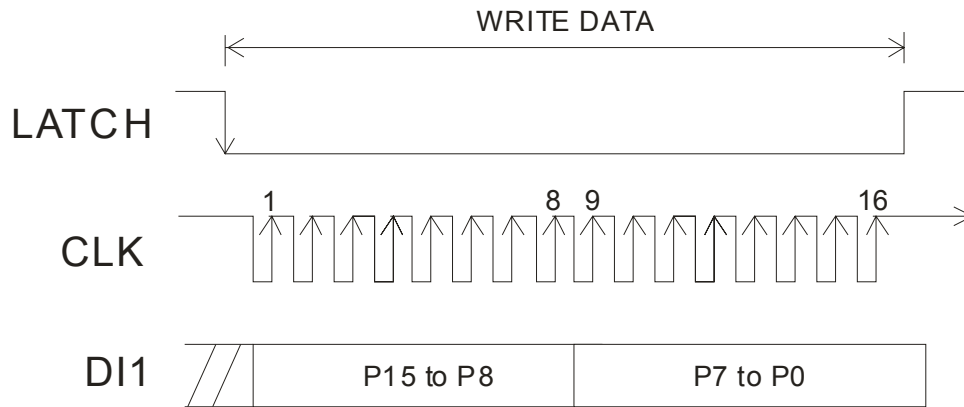 WRITE DATA
LATCH
1 8 9 16
CLK
DI1 P15 to P8 P7 to P0